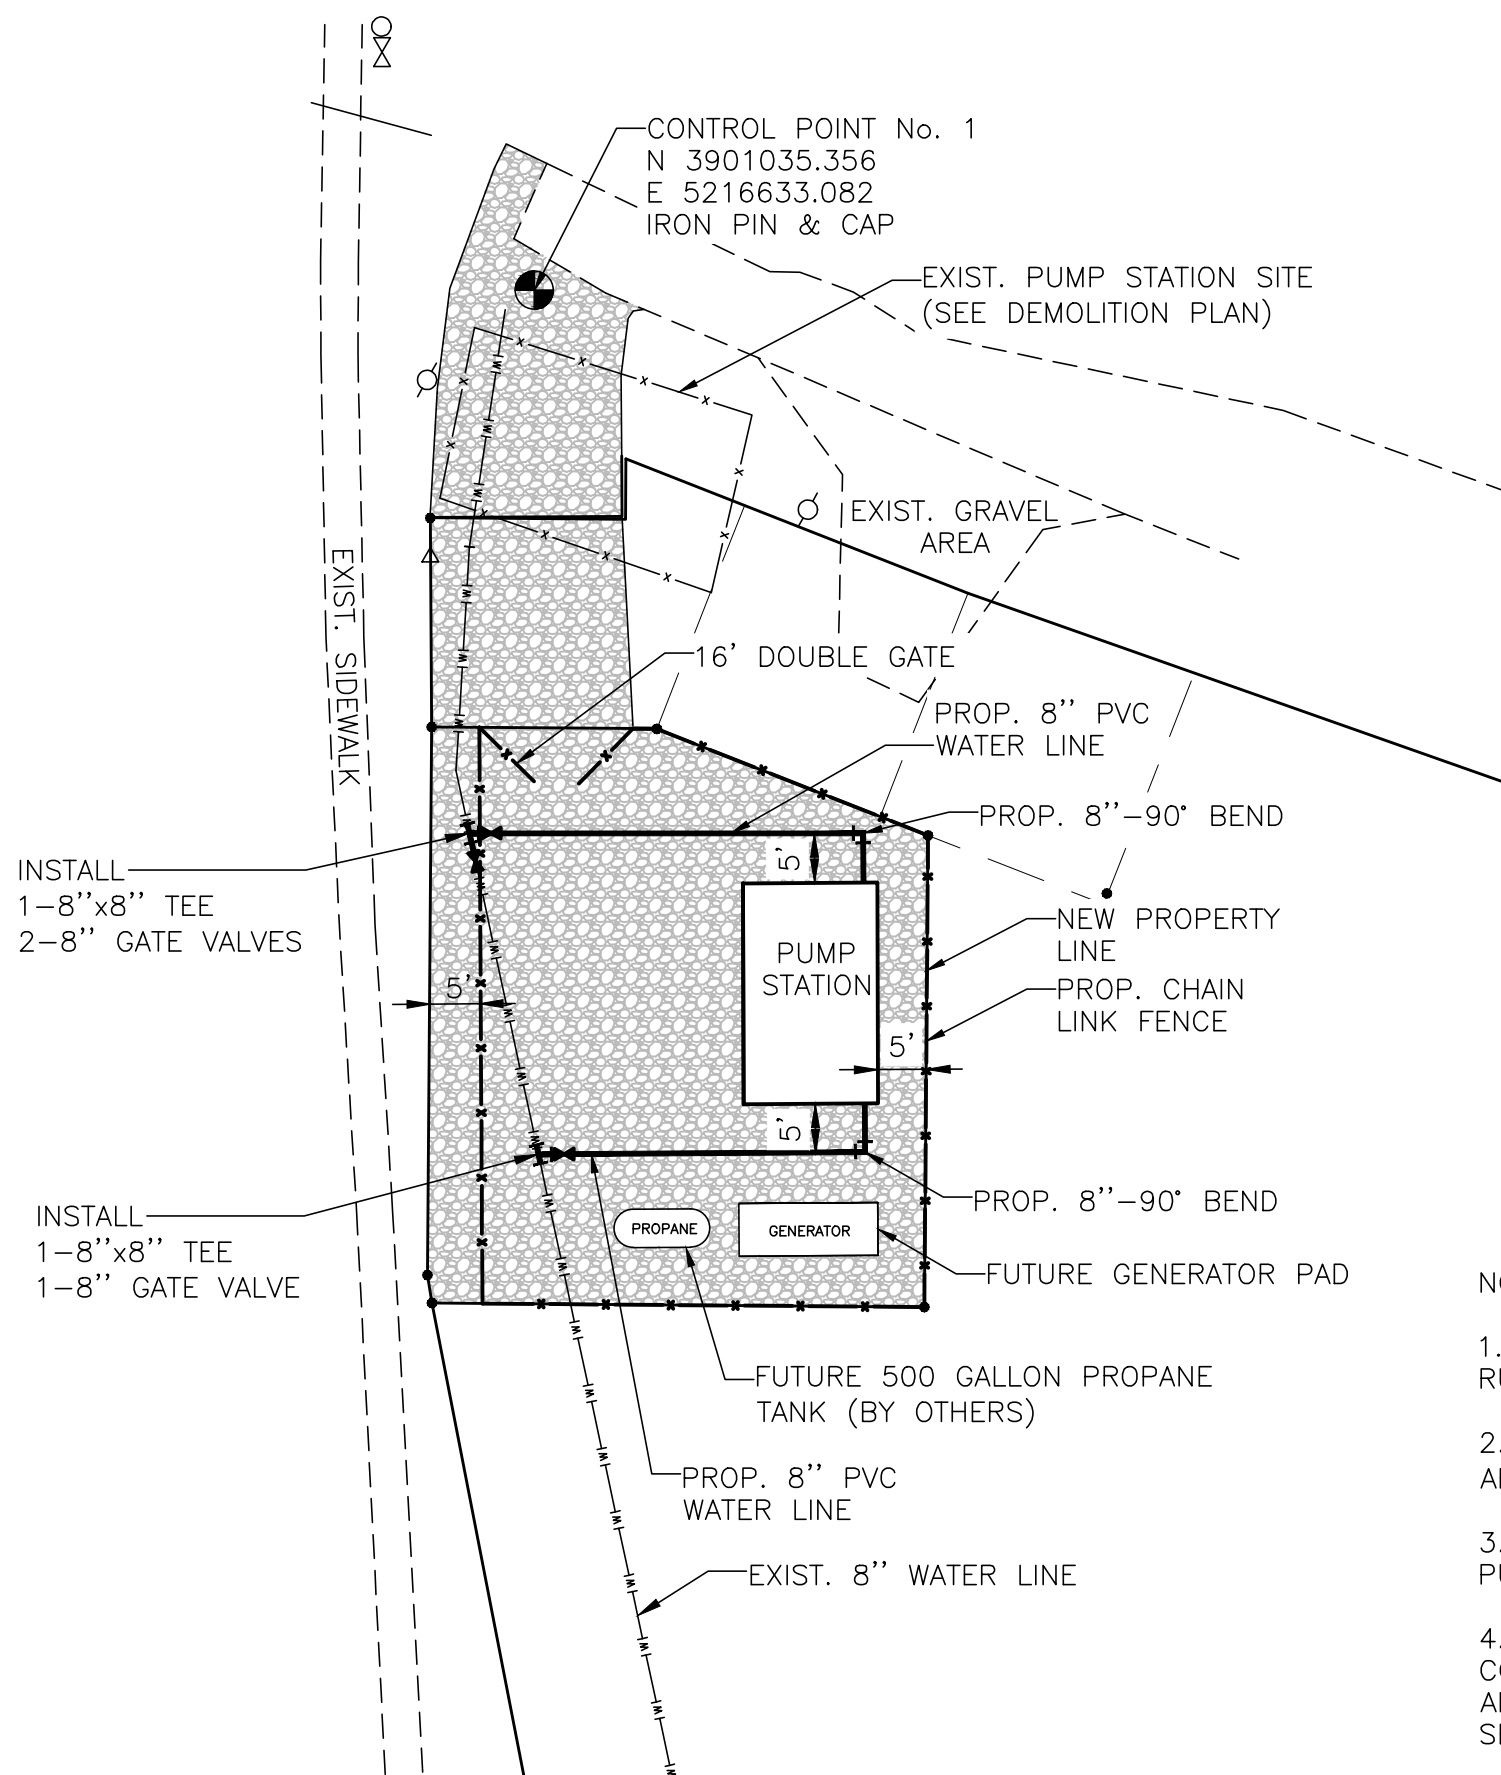 CONTROL POINT No. 1
N 3901035.356
E 5216633.082
IRON PIN & CAP
EXIST. PUMP STATION SITE
(SEE DEMOLITION PLAN)
EXIST. GRAVEL
AREA
EXIST. SIDEWALK
16' DOUBLE GATE
PROP. 8'' PVC
WATER LINE
PROP. 8''-90° BEND
INSTALL
1-8''x8'' TEE
2-8'' GATE VALVES
5'
PUMP
STATION
NEW PROPERTY
LINE
5'
PROP. CHAIN
LINK FENCE
5'
5'
PROP. 8''-90° BEND
INSTALL
1-8''x8'' TEE
1-8'' GATE VALVE
PROPANE
GENERATOR
FUTURE GENERATOR PAD
FUTURE 500 GALLON PROPANE
TANK (BY OTHERS)
PROP. 8'' PVC
WATER LINE
EXIST. 8'' WATER LINE
1.
2.
3.
4.